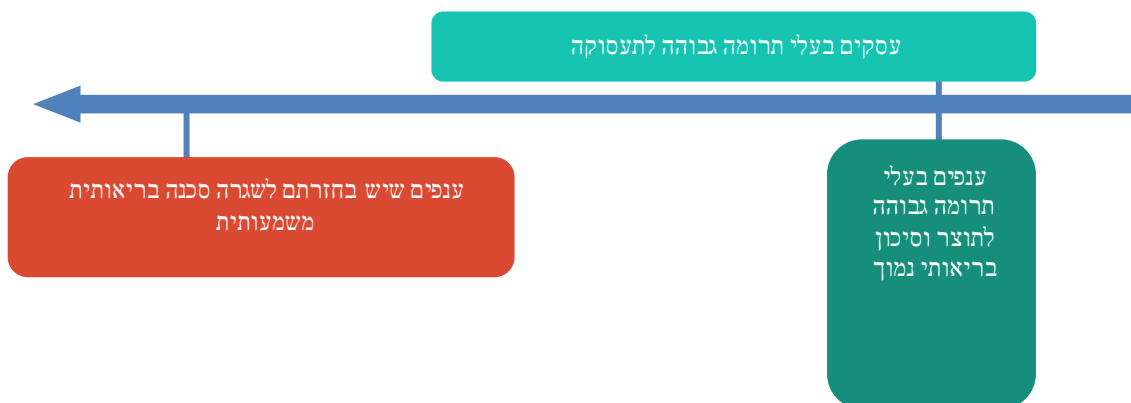 עסקים בעלי תרומה גבוהה לתעסוקה
ענפים בעלי
תרומה גבוהה
לתוצר וסיכון
בריאותי נמוך
ענפים שיש בחזרתם לשגרה סכנה בריאותית
משמעותית